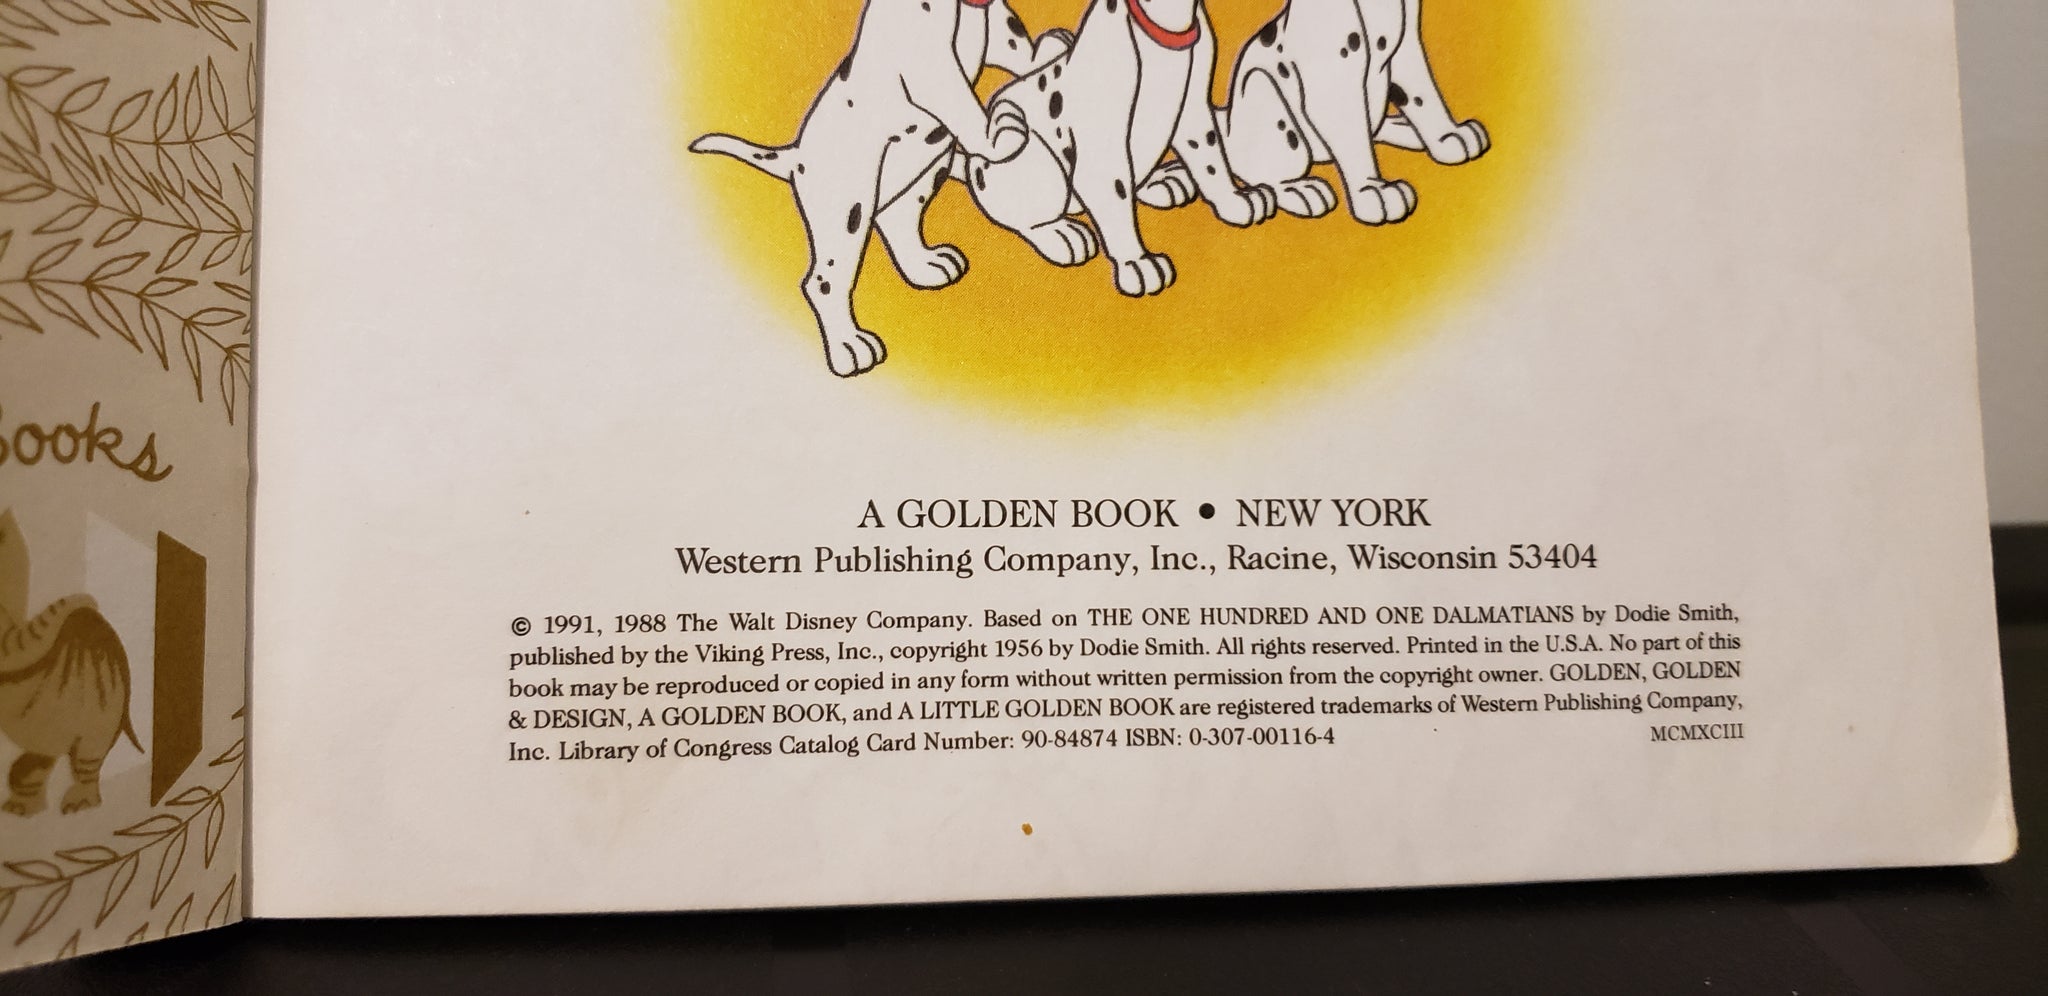 ooks
A GOLDEN BOOK • NEW YORK
Western Publishing Company, Inc., Racine, Wisconsin 53404
© 1991, 1988 The Walt Disney Company. Based on THE ONE HUNDRED AND ONE DALMATIANS by Dodie Smith,
published by the Viking Press, Inc., copyright 1956 by Dodie Smith. All rights reserved. Printed in the U.S.A. No part of this
book may be reproduced or copied in any form without written permission from the copyright owner. GOLDEN, GOLDEN
& DESIGN, A GOLDEN BOOK, and A LITTLE GOLDEN BOOK are registered trademarks of Western Publishing Company,
Inc. Library of Congress Catalog Card Number: 90-84874 ISBN: 0-307-00116-4 MCMXCIII